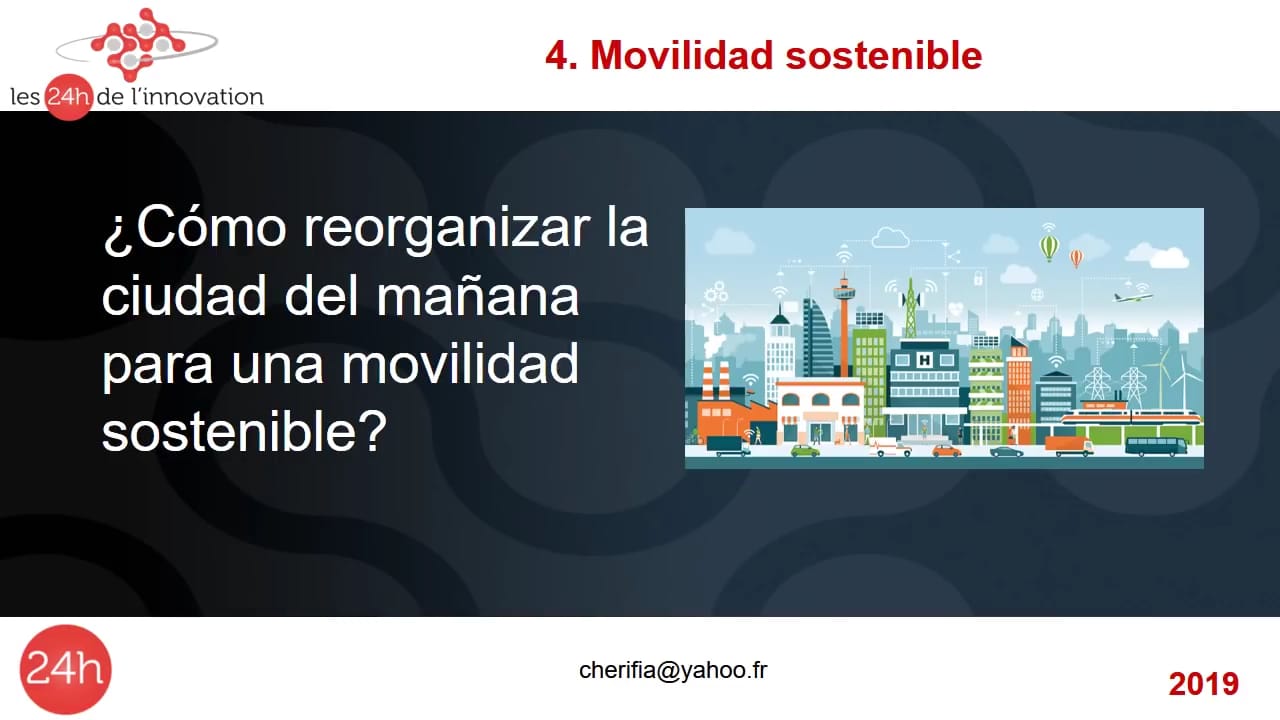 4. Movilidad sostenible
les 24h de l'innovation
¿Cómo reorganizar la
ciudad del mañana
para una movilidad
sostenible?
H
24h
cherifia@yahoo.fr
2019